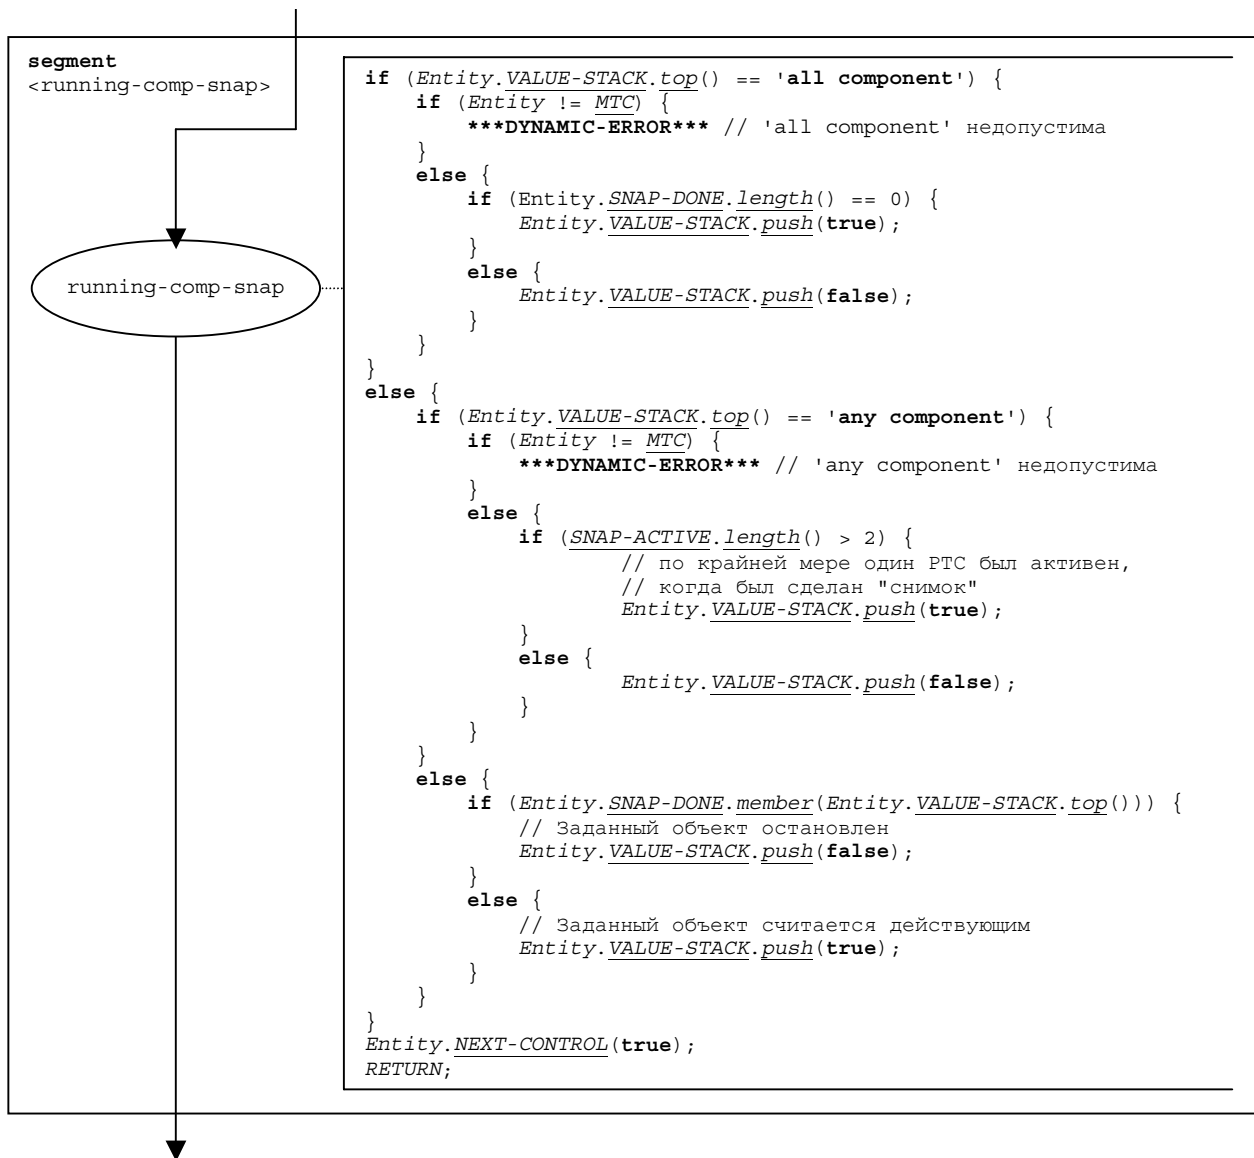 segment
<running-comp-snap>
running-comp-snap
if (Entity.VALUE-STACK.top() == 'all component') {
if (Entity != MTC) {
***DYNAMIC-ERROR*** // 'all component' недопустима
}
else {
if (Entity.SNAP-DONE.length() == 0) {
Entity.VALUE-STACK.push(true);
}
else {
Entity.VALUE-STACK.push(false);
}
}
}
else {
if (Entity.VALUE-STACK.top() == 'any component') {
if (Entity != MTC) {
***DYNAMIC-ERROR*** // 'any component' недопустима
}
else {
if (SNAP-ACTIVE.length() > 2) {
// по крайней мере один PTC был активен,
// когда был сделан "снимок"
Entity.VALUE-STACK.push(true);
}
else {
Entity.VALUE-STACK.push(false);
}
}
}
else {
if (Entity.SNAP-DONE.member(Entity.VALUE-STACK.top())) {
// Заданный объект остановлен
Entity.VALUE-STACK.push(false);
}
else {
// Заданный объект считается действующим
Entity.VALUE-STACK.push(true);
}
}
}
Entity.NEXT-CONTROL(true);
RETURN;